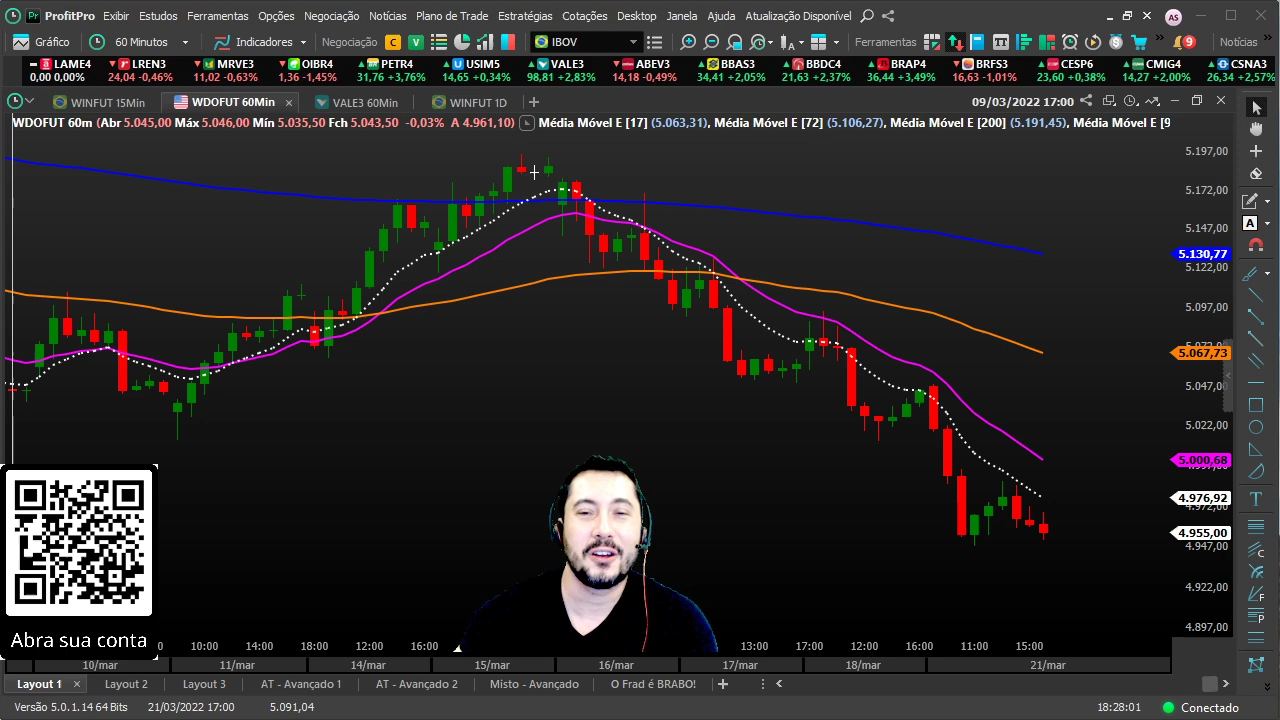 ProfitPro Exibir Estudos Ferramentas Opções Negociação Notícias Plano de Trade Estratégias Cotações Desktop Janela Ajuda Atualização Disponível AS
Gráfico 60 Minutos Indicadores Negociação C V IBOV Ferramentas 9 Notícias
LAME4 LREN3 MRVE3 OIBR4 PETR4 USIM5 VALE3 ABEV3 BBAS3 BBDC4 BRAP4 BRFS3 CESP6 CMIG4 CSNA3
0,00 0,00% 24,04 -0,46% 11,02 -0,63% 1,36 -1,45% 31,76 +3,76% 14,65 +0,34% 98,81 +2,83% 14,18 -0,49% 34,41 +2,05% 21,63 +2,37% 36,44 +3,49% 16,63 -1,01% 23,60 +0,38% 14,27 +2,00% 26,34 +2,57%
WINFUT 15Min WDOFUT 60Min VALE3 60Min WINFUT 1D 09/03/2022 17:00
WDOFUT 60m (Abr 5.045,00 Máx 5.046,00 Mín 5.035,50 Fch 5.043,50 -0,03% A 4.961,10) Média Móvel E [17] (5.063,31), Média Móvel E [72] (5.106,27), Média Móvel E [200] (5.191,45), Média Móvel E [9
5.197,00
5.172,00
5.147,00
5.130,77
5.122,00
5.097,00
5.067,73
5.047,00
5.022,00
5.000,68
4.976,92
4.972,00
4.955,00
4.947,00
4.922,00
4.897,00
Abra sua conta
10:00 14:00 18:00 12:00 16:00 13:00 17:00 12:00 16:00 11:00 15:00
10/mar 11/mar 14/mar 15/mar 16/mar 17/mar 18/mar 21/mar
Layout 1 Layout 2 Layout 3 AT - Avançado 1 AT - Avançado 2 Misto - Avançado O Frad é BRABO!
Versão 5.0.1.14 64 Bits 21/03/2022 17:00 5.091,04 18:28:01 Conectado